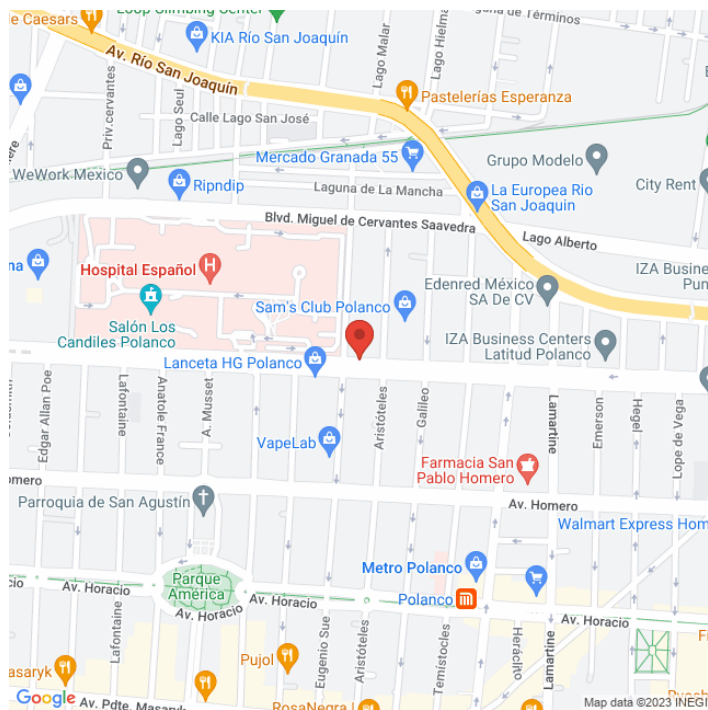 Loop Climbing Center
e Caesars
KIA Río San Joaquín
Av. Río San Joaquín
Lago Malar
Lago Hielma
guna de Términos
Pastelerías Esperanza
Priv.cervantes
Lago Seul
Calle Lago San José
Mercado Granada 55
Grupo Modelo
WeWork Mexico
Ripndip
Laguna de La Mancha
City Rent
La Europea Rio
San Joaquin
Blvd. Miguel de Cervantes Saavedra
Lago Alberto
na
Hospital Español
H
Edenred México
SA De CV
IZA Business
Pun
Salón Los
Candiles Polanco
Sam's Club Polanco
IZA Business Centers
Latitud Polanco
Lanceta HG Polanco
Edgar Allan Poe
Lafontaine
Anatole France
A. Musset
Aristóteles
Galileo
Lamartine
Emerson
Hegel
Lope de Vega
VapeLab
Farmacia San
Pablo Homero
omero
Av. Homero
Parroquia de San Agustín
Walmart Express Hom
Metro Polanco
Parque
América
Polanco
cio
Av. Horacio
Av. Horacio
Av. Horacio
Lafontaine
Eugenio Sue
Aristóteles
Temístocles
Heráclito
Lamartine
Pujol
Masaryk
RosaNegra
Av. Pdte. Masaryk
Google
Map data ©2023 INEGI